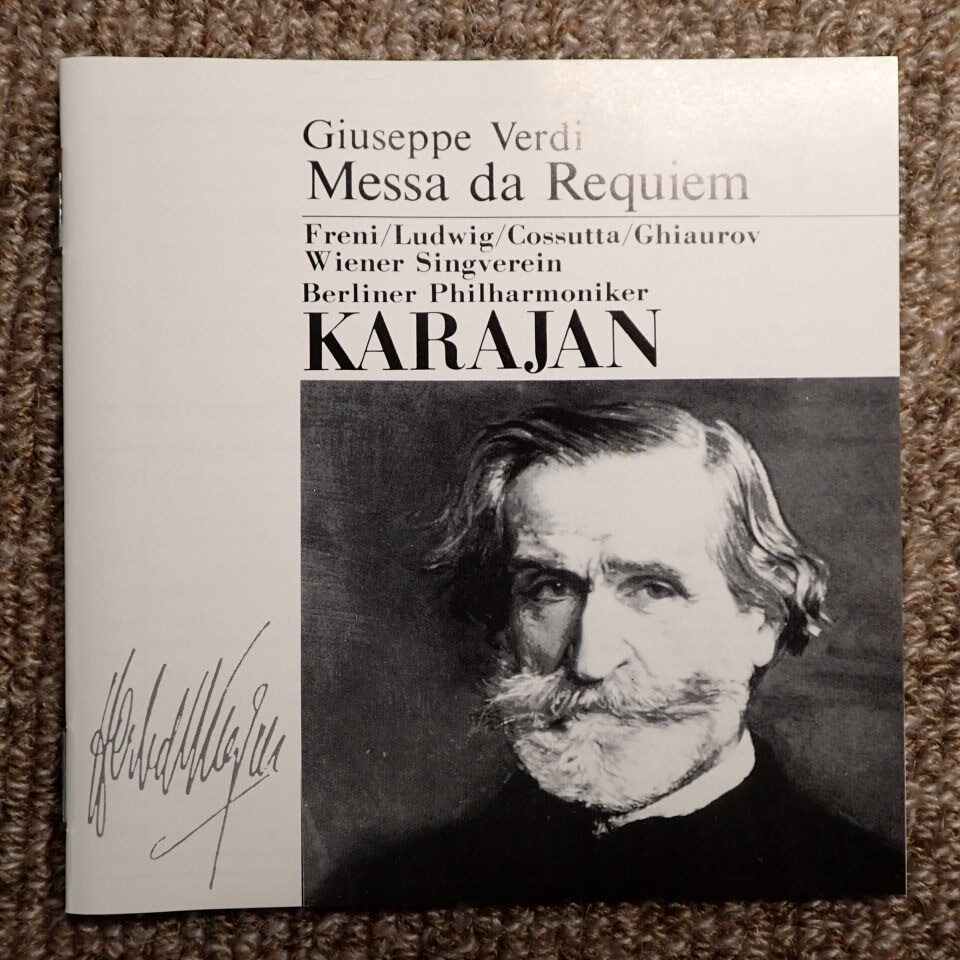 Giuseppe Verdi
Messa da Requiem
Freni/Ludwig/Cossutta/Ghiaurov
Wiener Singverein
Berliner Philharmoniker
KARAJAN